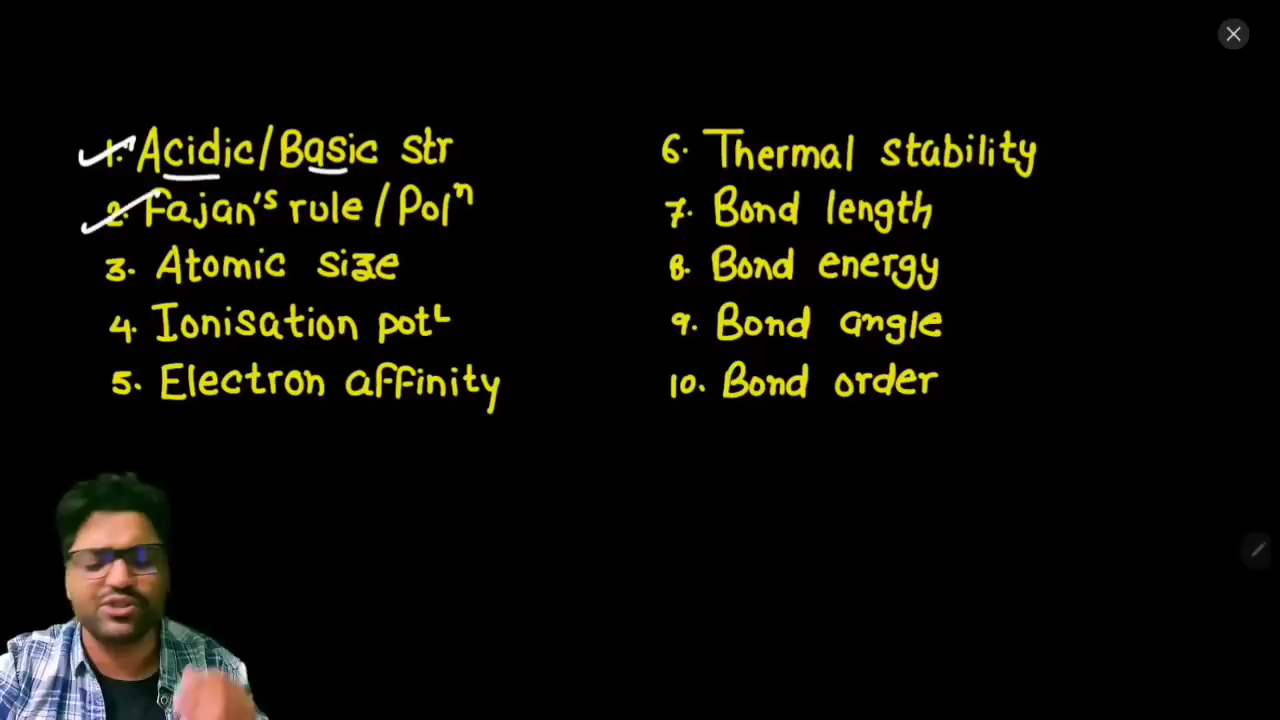 1. Acidic/Basic str
2. Fajan's rule/Polⁿ
3. Atomic size
4. Ionisation potᴸ
5. Electron affinity
6. Thermal stability
7. Bond length
8. Bond energy
9. Bond angle
10. Bond order